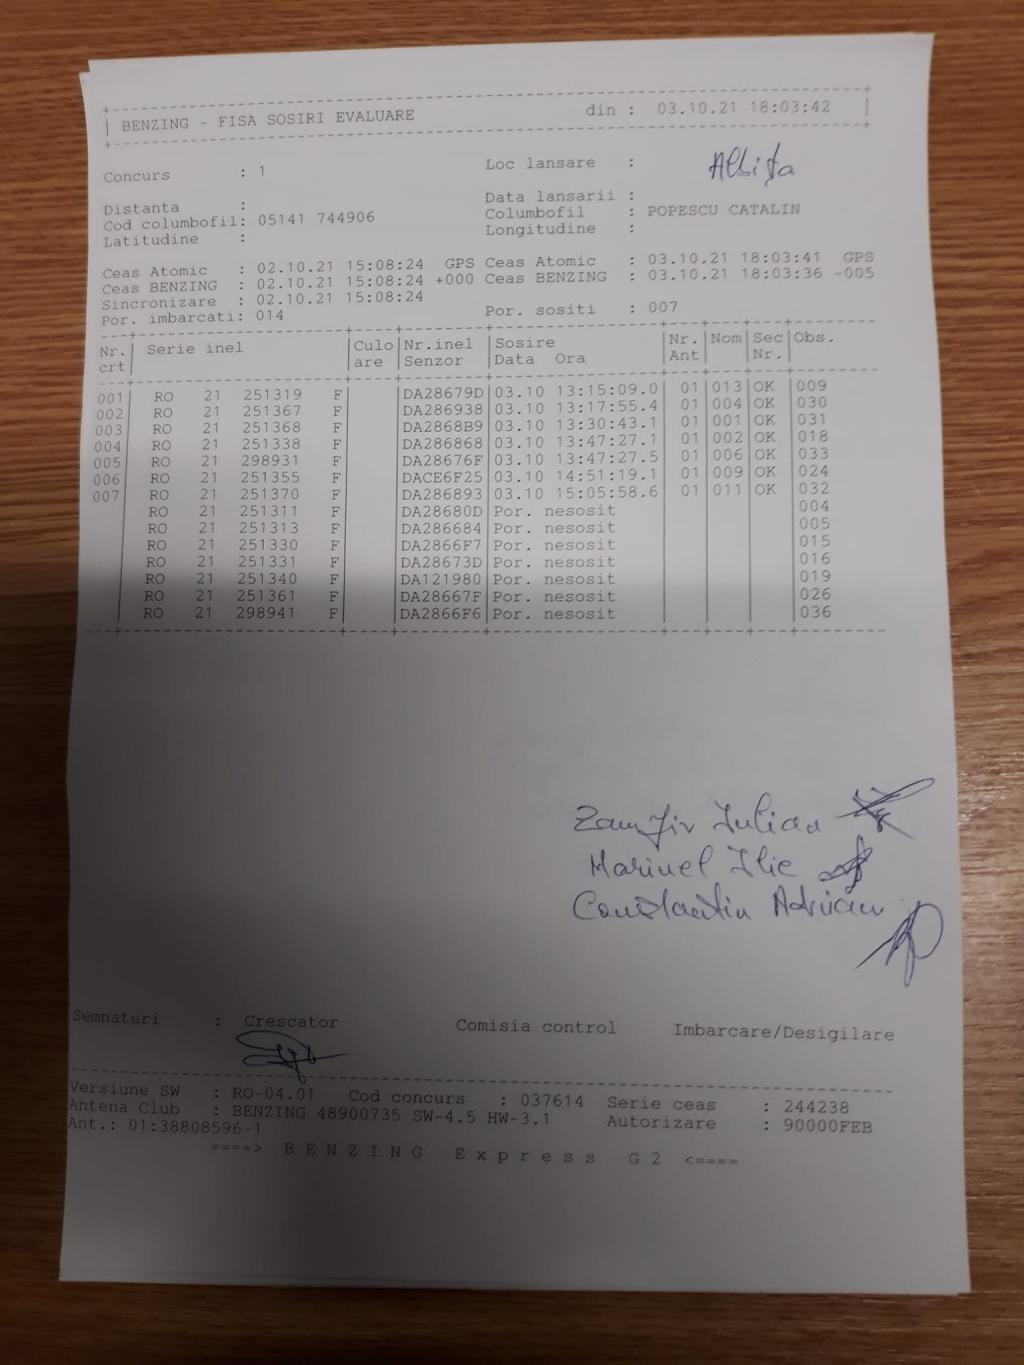 BENZING - FISA SOSIRI EVALUARE din : 03.10.21 18:03:42
Concurs : 1 Loc lansare : Albița
Distanta : Data lansarii :
Cod columbofil: 05141 744906 Columbofil : POPESCU CATALIN
Latitudine : Longitudine :
Ceas Atomic : 02.10.21 15:08:24 GPS Ceas Atomic : 03.10.21 18:03:41 GPS
Ceas BENZING : 02.10.21 15:08:24 +000 Ceas BENZING : 03.10.21 18:03:36 -005
Sincronizare : 02.10.21 15:08:24
Por. imbarcati: 014 Por. sositi : 007
Nr. Serie inel Culo Nr.inel Sosire Nr. Nom Sec Obs.
crt are Senzor Data Ora Ant Nr.
001 RO 21 251319 F DA28679D 03.10 13:15:09.0 01 013 OK 009
002 RO 21 251367 F DA286938 03.10 13:17:55.4 01 004 OK 030
003 RO 21 251368 F DA2868B9 03.10 13:30:43.1 01 001 OK 031
004 RO 21 251338 F DA286868 03.10 13:47:27.1 01 002 OK 018
005 RO 21 298931 F DA28676F 03.10 13:47:27.5 01 006 OK 033
006 RO 21 251355 F DACE6F25 03.10 14:51:19.1 01 009 OK 024
007 RO 21 251370 F DA286893 03.10 15:05:58.6 01 011 OK 032
RO 21 251311 F DA28680D Por. nesosit 004
RO 21 251313 F DA286684 Por. nesosit 005
RO 21 251330 F DA2866F7 Por. nesosit 015
RO 21 251331 F DA28673D Por. nesosit 016
RO 21 251340 F DA121980 Por. nesosit 019
RO 21 251361 F DA28667F Por. nesosit 026
RO 21 298941 F DA2866F6 Por. nesosit 036
Zamfir Iulian
Marinel Ilie
Constantin Adrian
Semnaturi : Crescator Comisia control Imbarcare/Desigilare
Versiune SW : RO-04.01 Cod concurs : 037614 Serie ceas : 244238
Antena Club : BENZING 48900735 SW-4.5 HW-3.1 Autorizare : 90000FEB
Ant.: 01:38808596-1
====> BENZING Express G2 <====